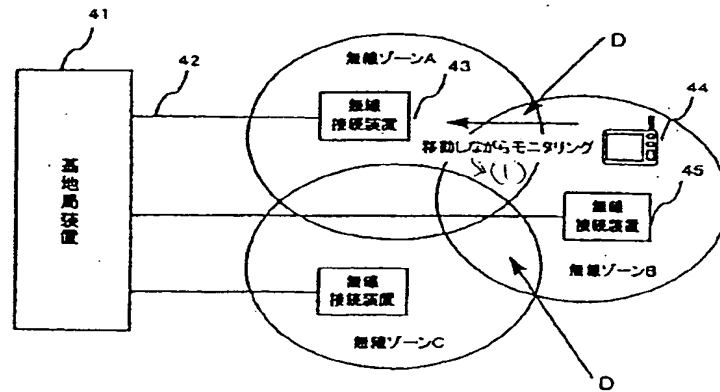 41
42
基地局装置
無線ゾーンA
43
無線
接続装置
D
44
移動しながらモニタリング
(1)
45
無線
接続装置
無線ゾーンB
無線
接続装置
無線ゾーンC
D